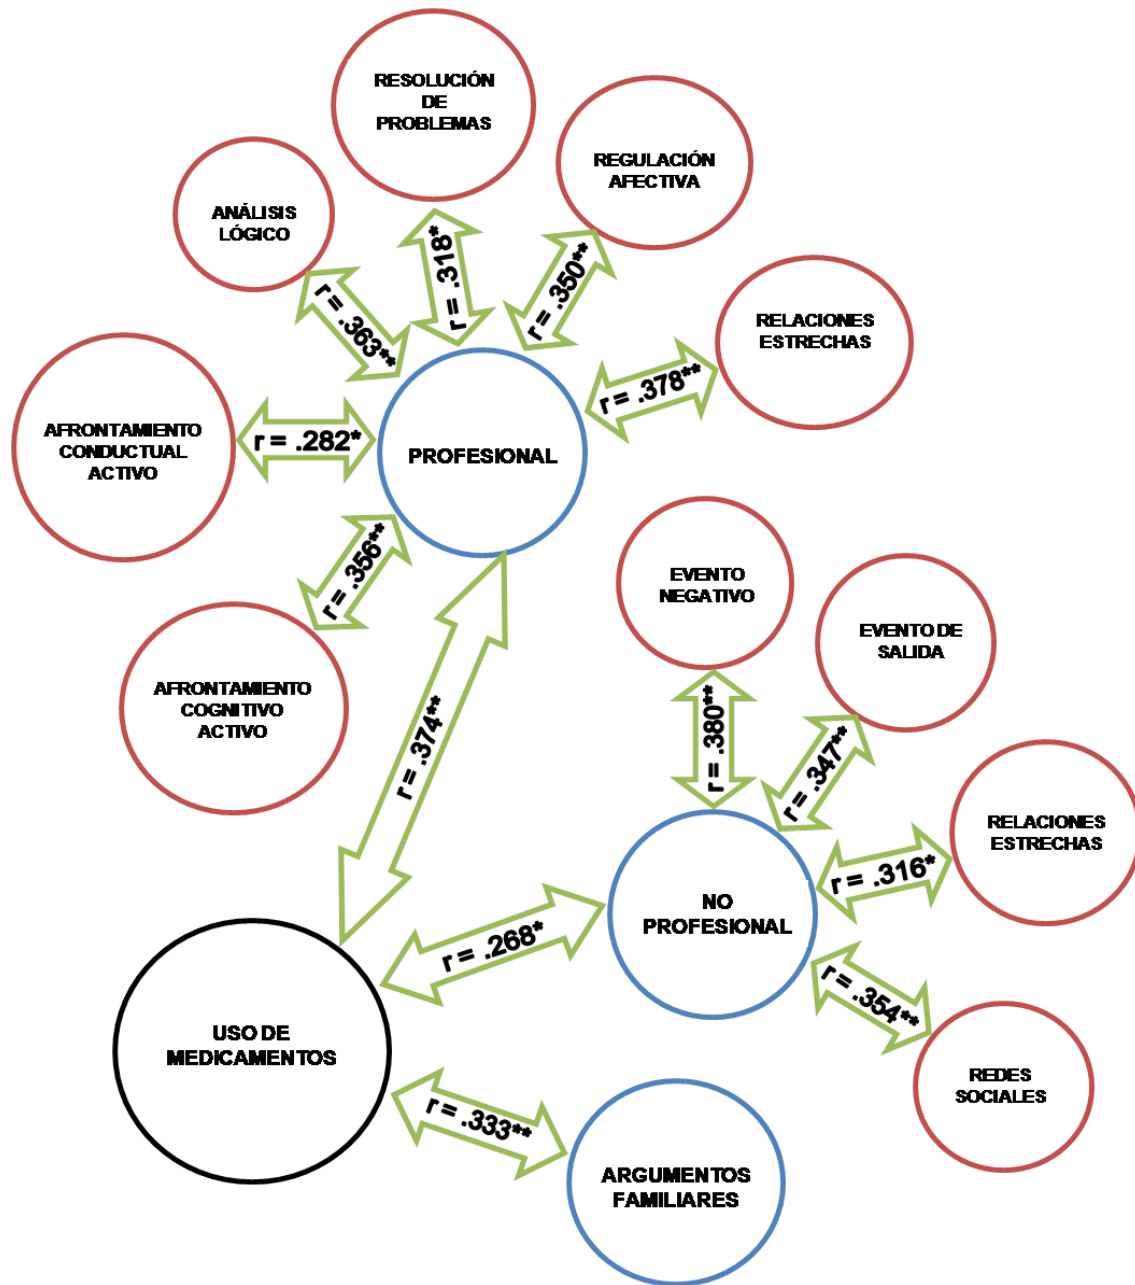 RESOLUCIÓN
DE
PROBLEMAS
REGULACIÓN
AFECTIVA
ANÁLISIS
LÓGICO
r = .318*
r = .350**
r = .363**
RELACIONES
ESTRECHAS
r = .378**
AFRONTAMIENTO
CONDUCTUAL
ACTIVO
r = .282*
PROFESIONAL
r = .356**
EVENTO
NEGATIVO
EVENTO DE
SALIDA
AFRONTAMIENTO
COGNITIVO
ACTIVO
r = .374**
r = .380**
r = .347**
RELACIONES
ESTRECHAS
r = .316*
NO
PROFESIONAL
r = .268*
r = .354**
USO DE
MEDICAMENTOS
REDES
SOCIALES
r = .333**
ARGUMENTOS
FAMILIARES